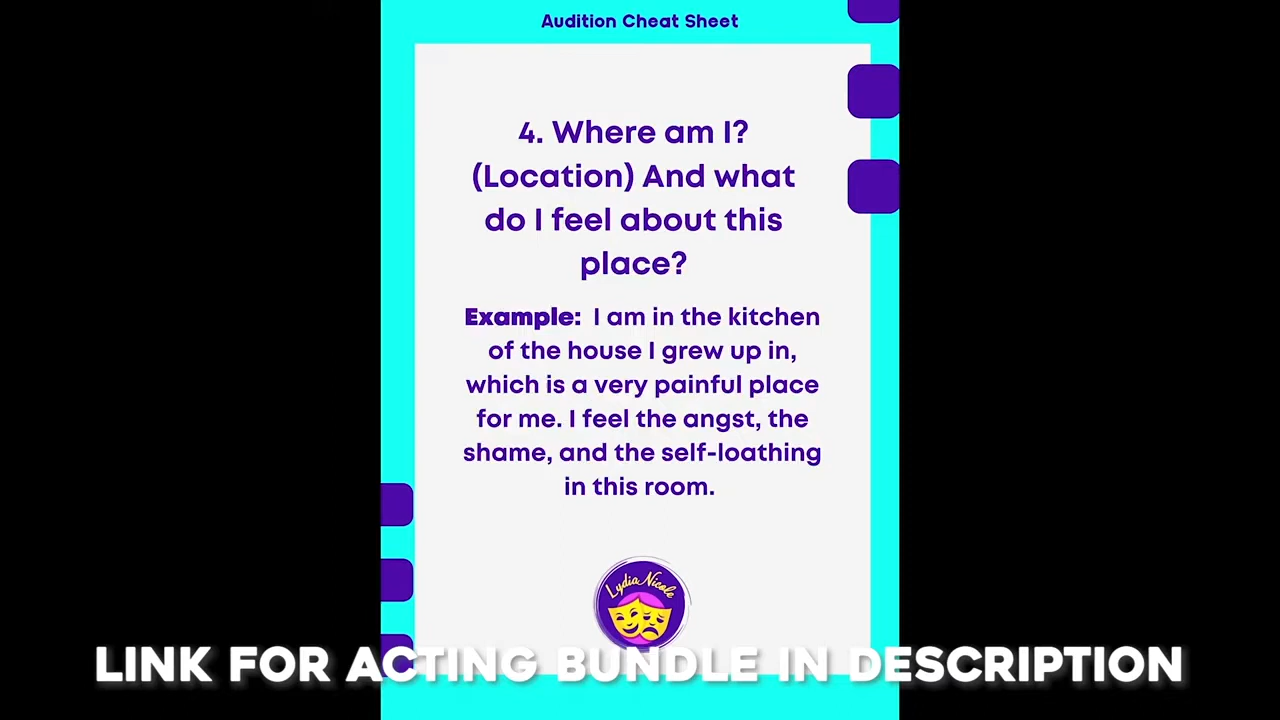 Audition Cheat Sheet
4. Where am I?
(Location) And what
do I feel about this
place?
Example: I am in the kitchen
of the house I grew up in,
which is a very painful place
for me. I feel the angst, the
shame, and the self-loathing
in this room.
Lydia Nicole
LINK FOR ACTING BUNDLE IN DESCRIPTION